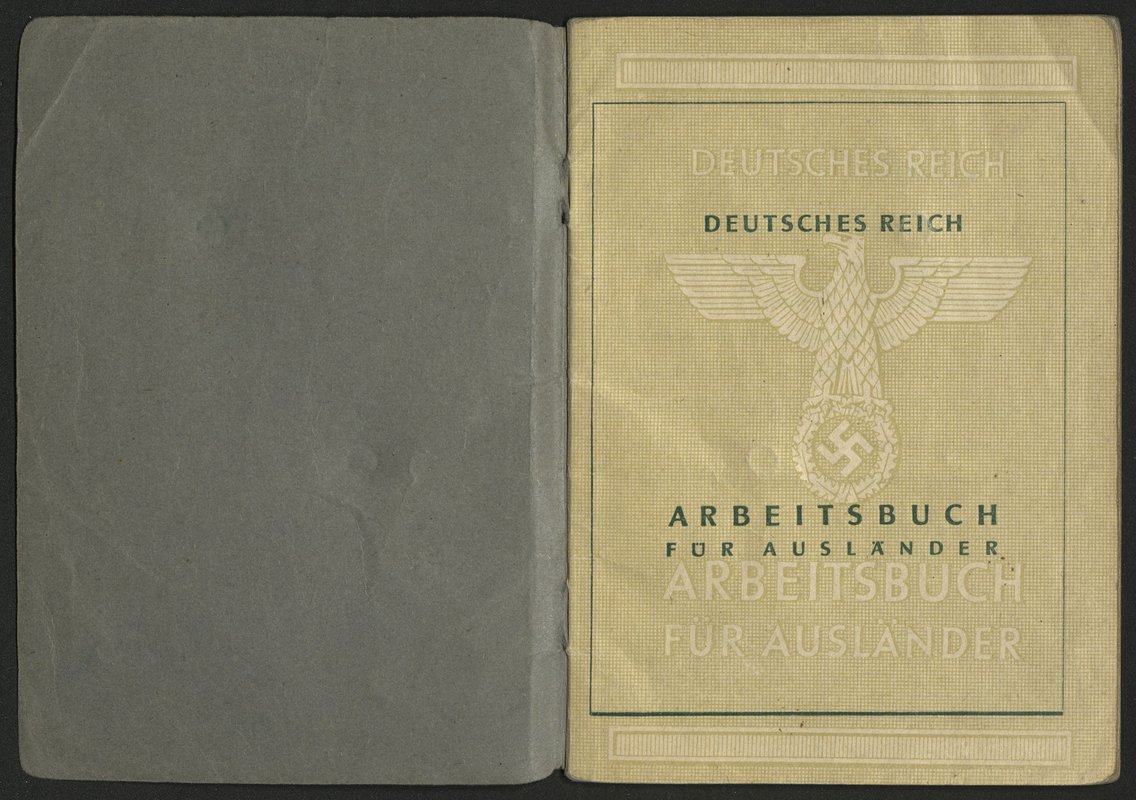 DEUTSCHES REICH
DEUTSCHES REICH
ARBEITSBUCH
FÜR AUSLÄNDER
ARBEITSBUCH
FÜR AUSLÄNDER